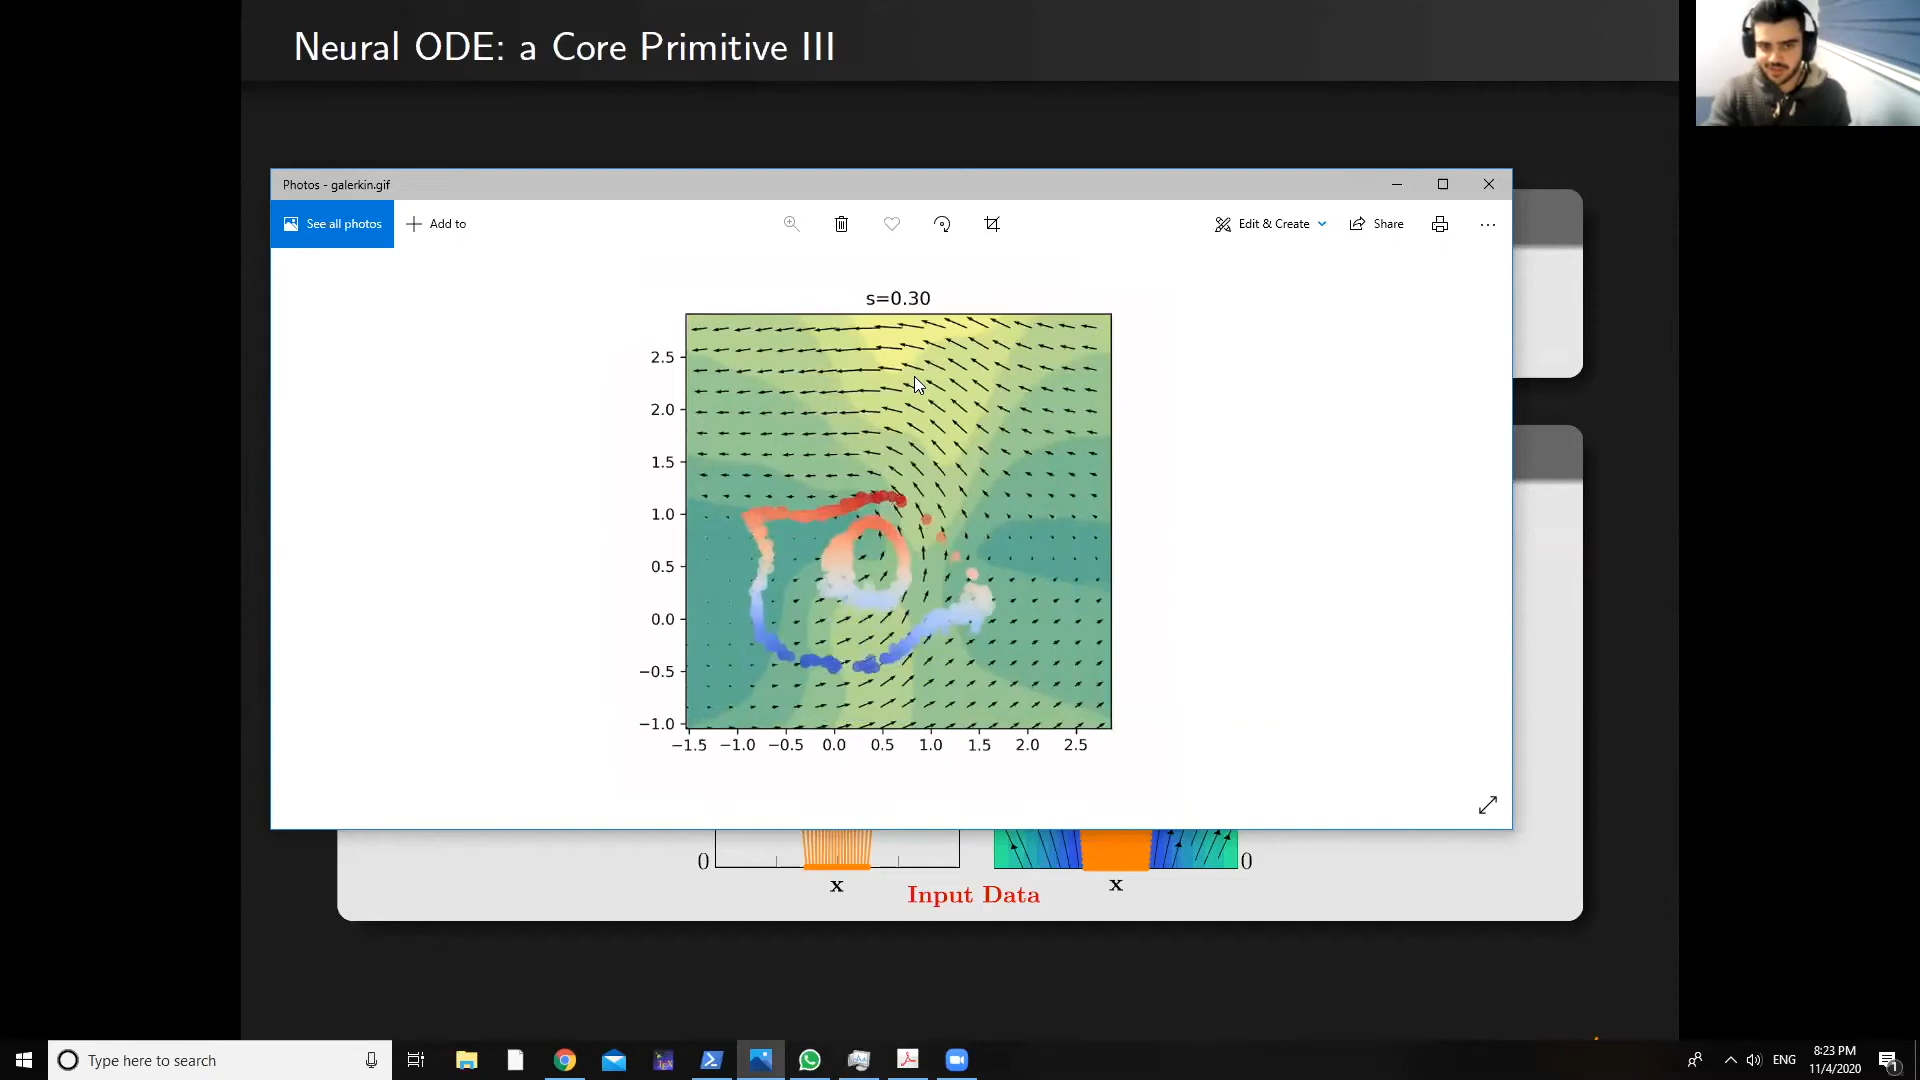 Neural ODE: a Core Primitive III
Photos - galerkin.gif
See all photos
Add to
Edit & Create
Share
s=0.30
2.5
2.0
1.5
1.0
0.5
0.0
−0.5
−1.0
−1.5 −1.0 −0.5 0.0 0.5 1.0 1.5 2.0 2.5
0
0
x
x
Input Data
Type here to search
ENG
8:23 PM
11/4/2020
1